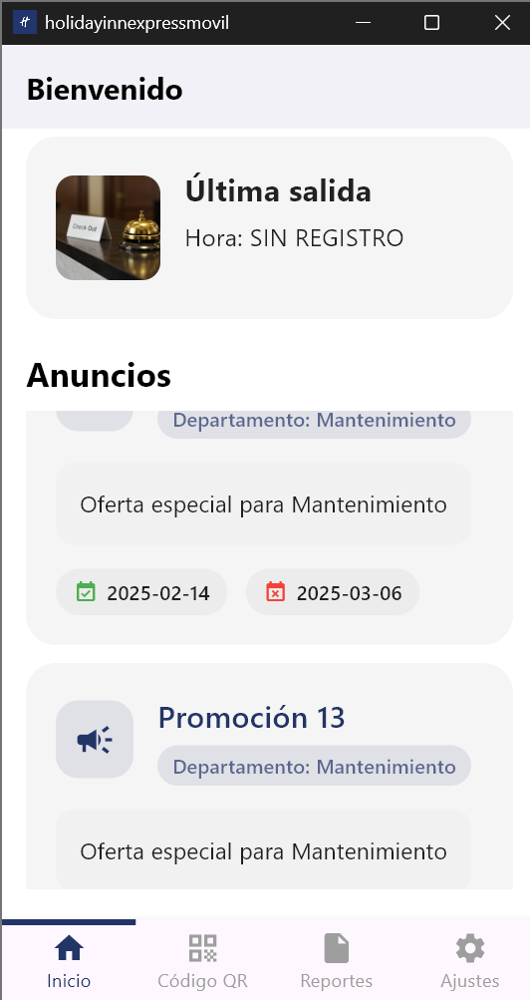 holidayinnexpressmovil
Bienvenido
Última salida
Check Out
Hora: SIN REGISTRO
Anuncios
Departamento: Mantenimiento
Oferta especial para Mantenimiento
2025-02-14 2025-03-06
Promoción 13
Departamento: Mantenimiento
Oferta especial para Mantenimiento
Inicio Código QR Reportes Ajustes